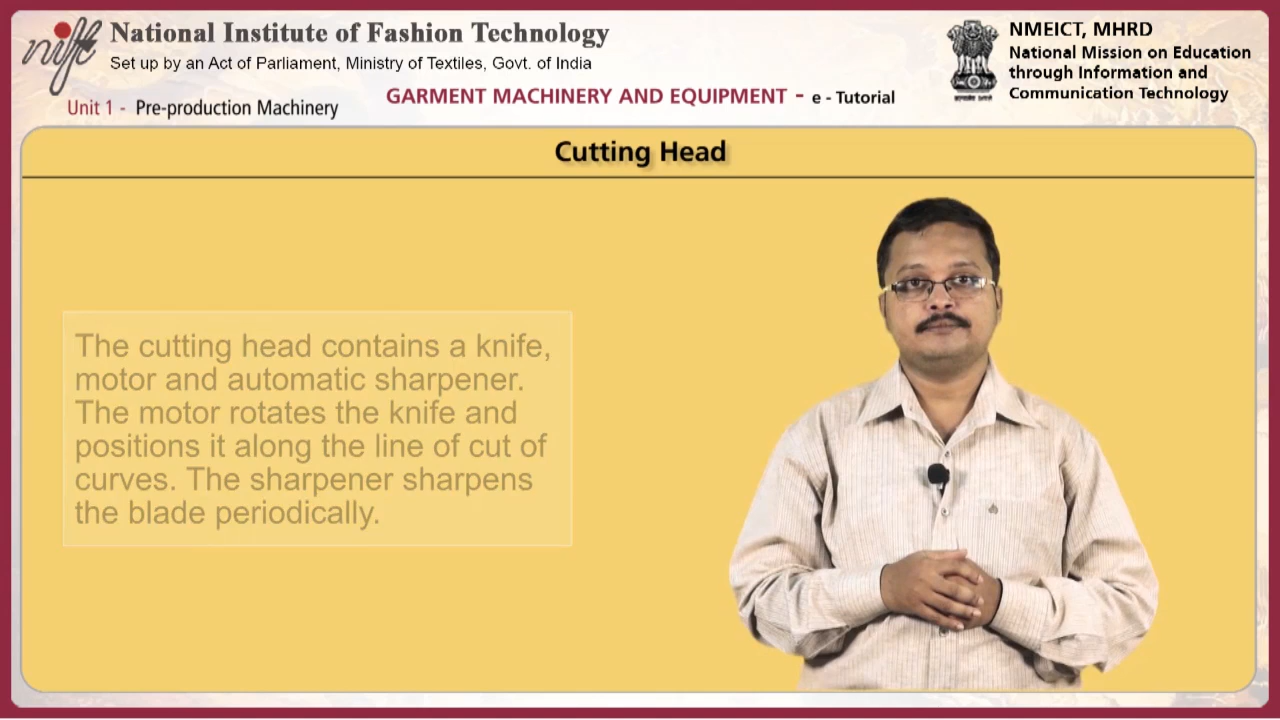 nift
National Institute of Fashion Technology
Set up by an Act of Parliament, Ministry of Textiles, Govt. of India
Unit 1 - Pre-production Machinery
GARMENT MACHINERY AND EQUIPMENT - e - Tutorial
NMEICT, MHRD
National Mission on Education
through Information and
Communication Technology
Cutting Head
The cutting head contains a knife,
motor and automatic sharpener.
The motor rotates the knife and
positions it along the line of cut of
curves. The sharpener sharpens
the blade periodically.